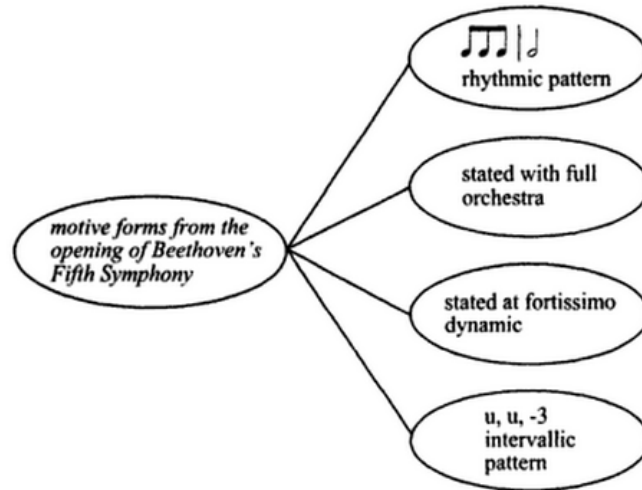 rhythmic pattern
stated with full
orchestra
motive forms from the
opening of Beethoven's
Fifth Symphony
stated at fortissimo
dynamic
u, u, -3
intervallic
pattern